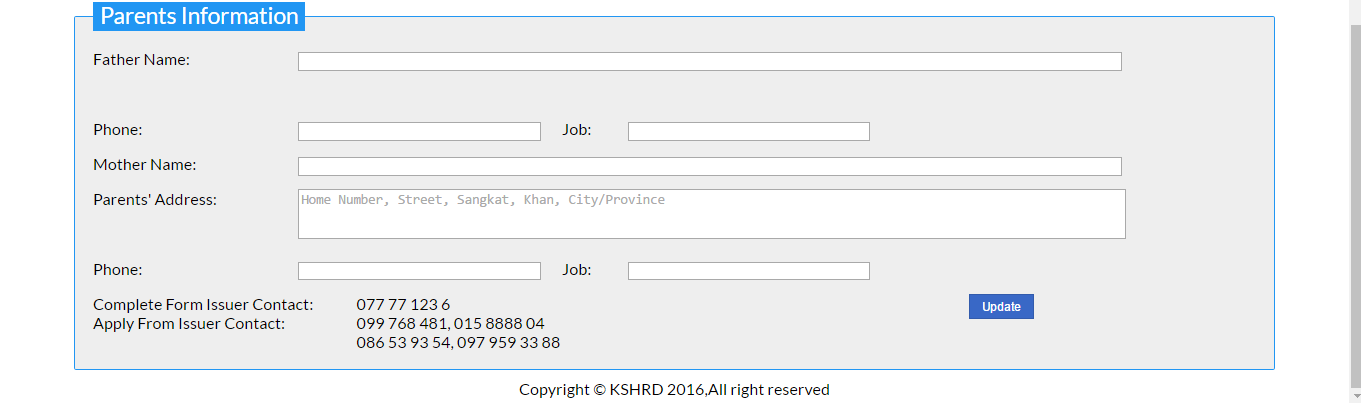 Parents Information
Father Name:
Phone: Job:
Mother Name:
Parents' Address: Home Number, Street, Sangkat, Khan, City/Province
Phone: Job:
Complete Form Issuer Contact: 077 77 123 6 Update
Apply From Issuer Contact: 099 768 481, 015 8888 04
086 53 93 54, 097 959 33 88
Copyright © KSHRD 2016,All right reserved